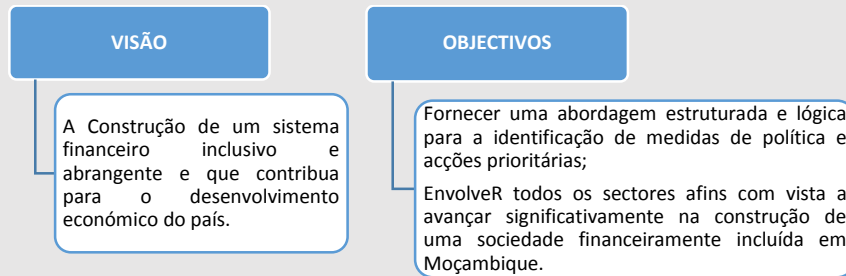 VISÃO
A Construção de um sistema
financeiro inclusivo e
abrangente e que contribua
para o desenvolvimento
económico do país.
OBJECTIVOS
Fornecer uma abordagem estruturada e lógica
para a identificação de medidas de política e
acções prioritárias;
EnvolveR todos os sectores afins com vista a
avançar significativamente na construção de
uma sociedade financeiramente incluída em
Moçambique.